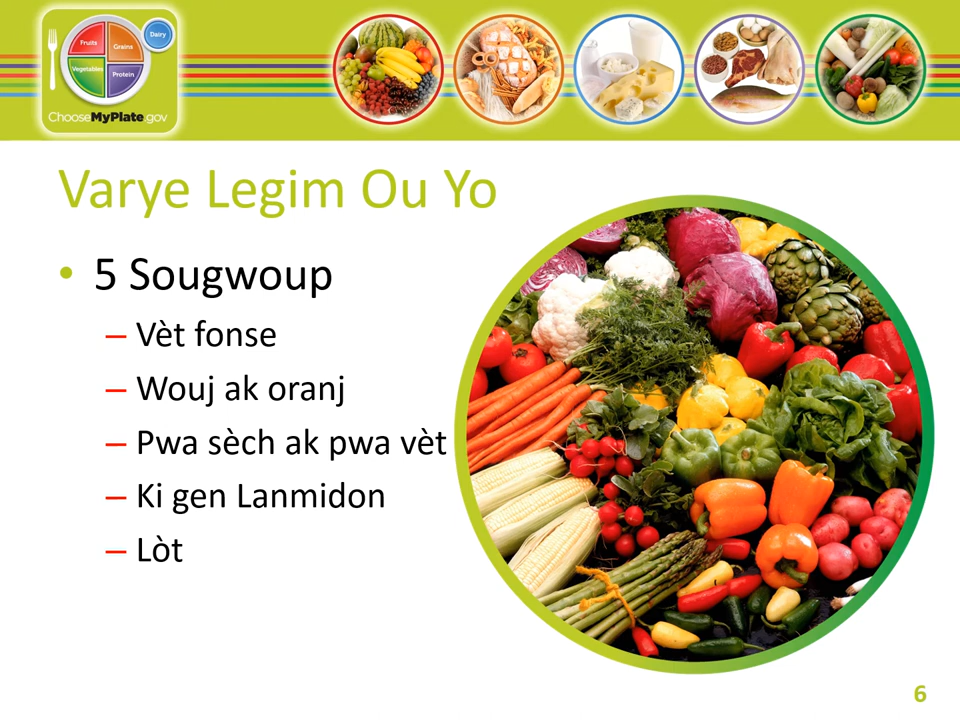 Fruits
Grains
Dairy
Vegetables
Protein
ChooseMyPlate.gov
Varye Legim Ou Yo
• 5 Sougwoup
– Vèt fonse
– Wouj ak oranj
– Pwa sèch ak pwa vèt
– Ki gen Lanmidon
– Lòt
6